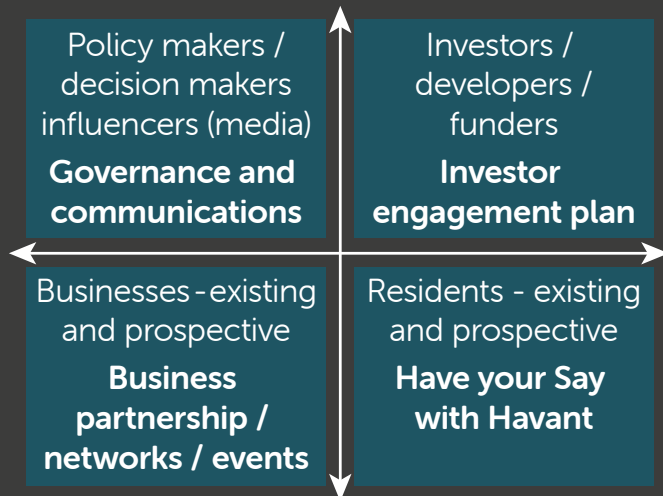 Policy makers /
decision makers
influencers (media)
Governance and
communications
Investors /
developers /
funders
Investor
engagement plan
Businesses - existing
and prospective
Business
partnership /
networks / events
Residents - existing
and prospective
Have your Say
with Havant